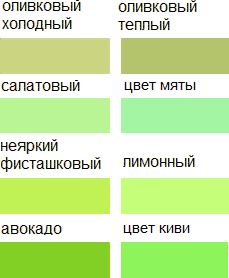 оливковый
холодный
оливковый
теплый
салатовый
цвет мяты
неяркий
фисташковый
лимонный
авокадо
цвет киви